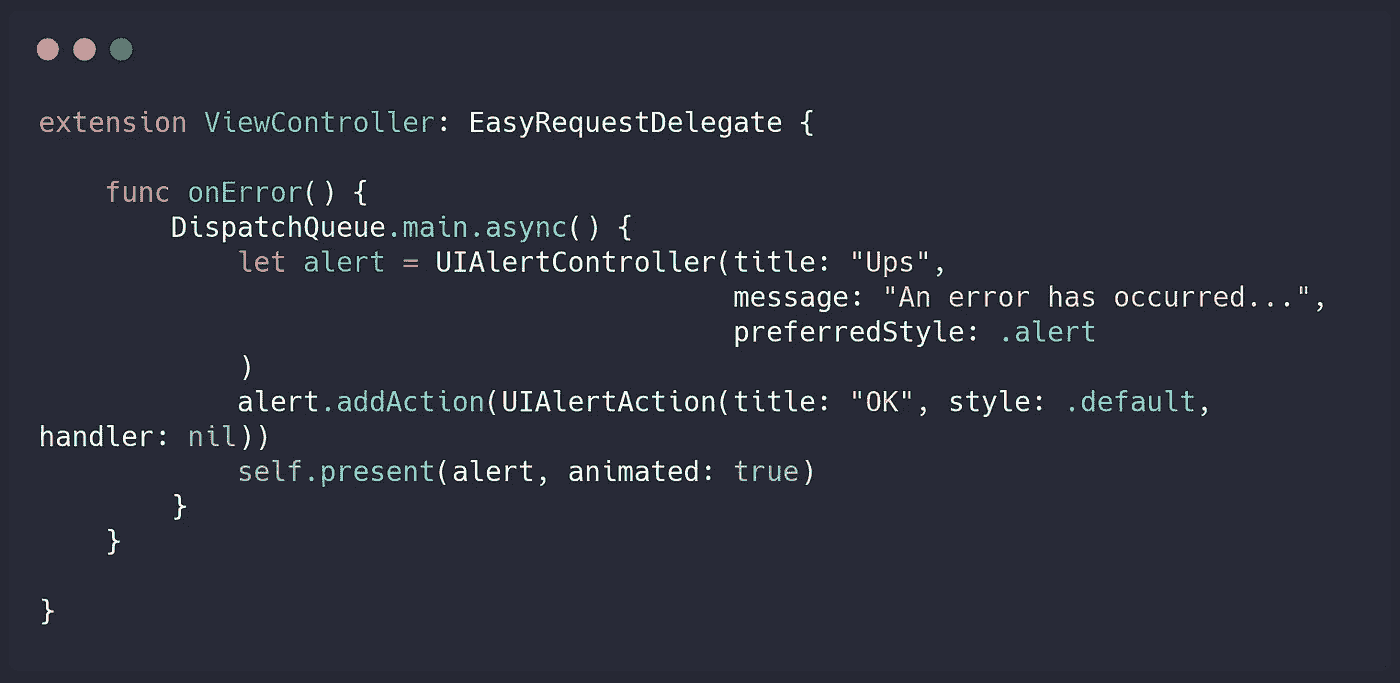 extension ViewController: EasyRequestDelegate {
    func onError() {
        DispatchQueue.main.async() {
            let alert = UIAlertController(title: "Ups",
                                          message: "An error has occurred...",
                                          preferredStyle: .alert
            )
            alert.addAction(UIAlertAction(title: "OK", style: .default,
handler: nil))
            self.present(alert, animated: true)
        }
    }
}